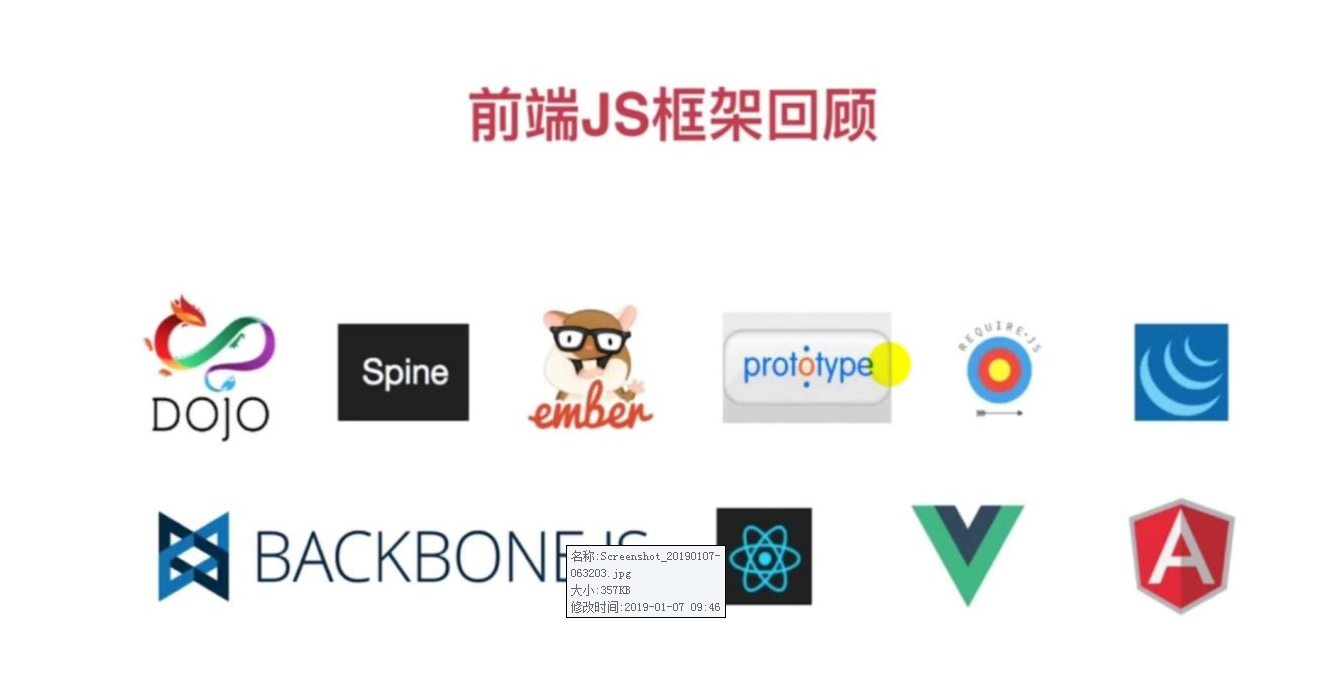 前端JS框架回顾
DOJO
Spine
ember
prototype
REQUIRE·JS
BACKBONE.JS
名称:Screenshot_20190107-
063203.jpg
大小:357KB
修改时间:2019-01-07 09:46
A